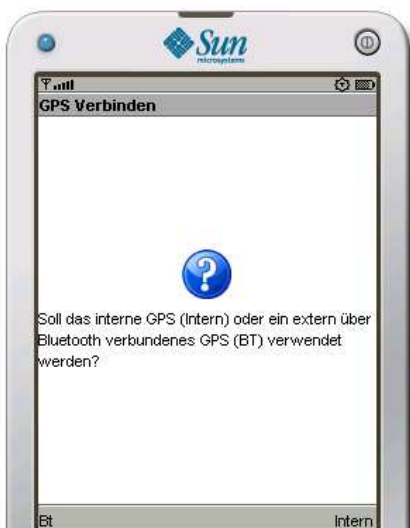 Sun
microsystems
GPS Verbinden
Soll das interne GPS (Intern) oder ein extern über
Bluetooth verbundenes GPS (BT) verwendet
werden?
Bt Intern